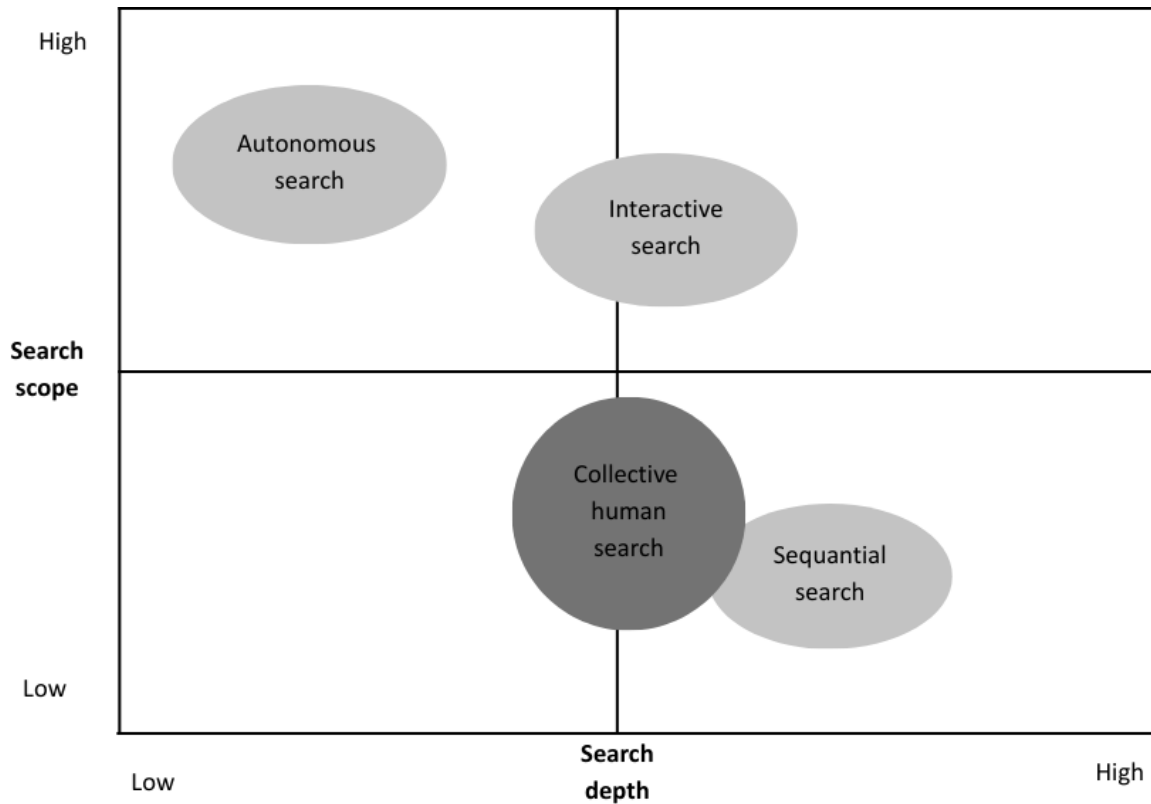 High
Autonomous
search
Interactive
search
Search
scope
Collective
human
search
Sequantial
search
Low
Search
depth
Low
High